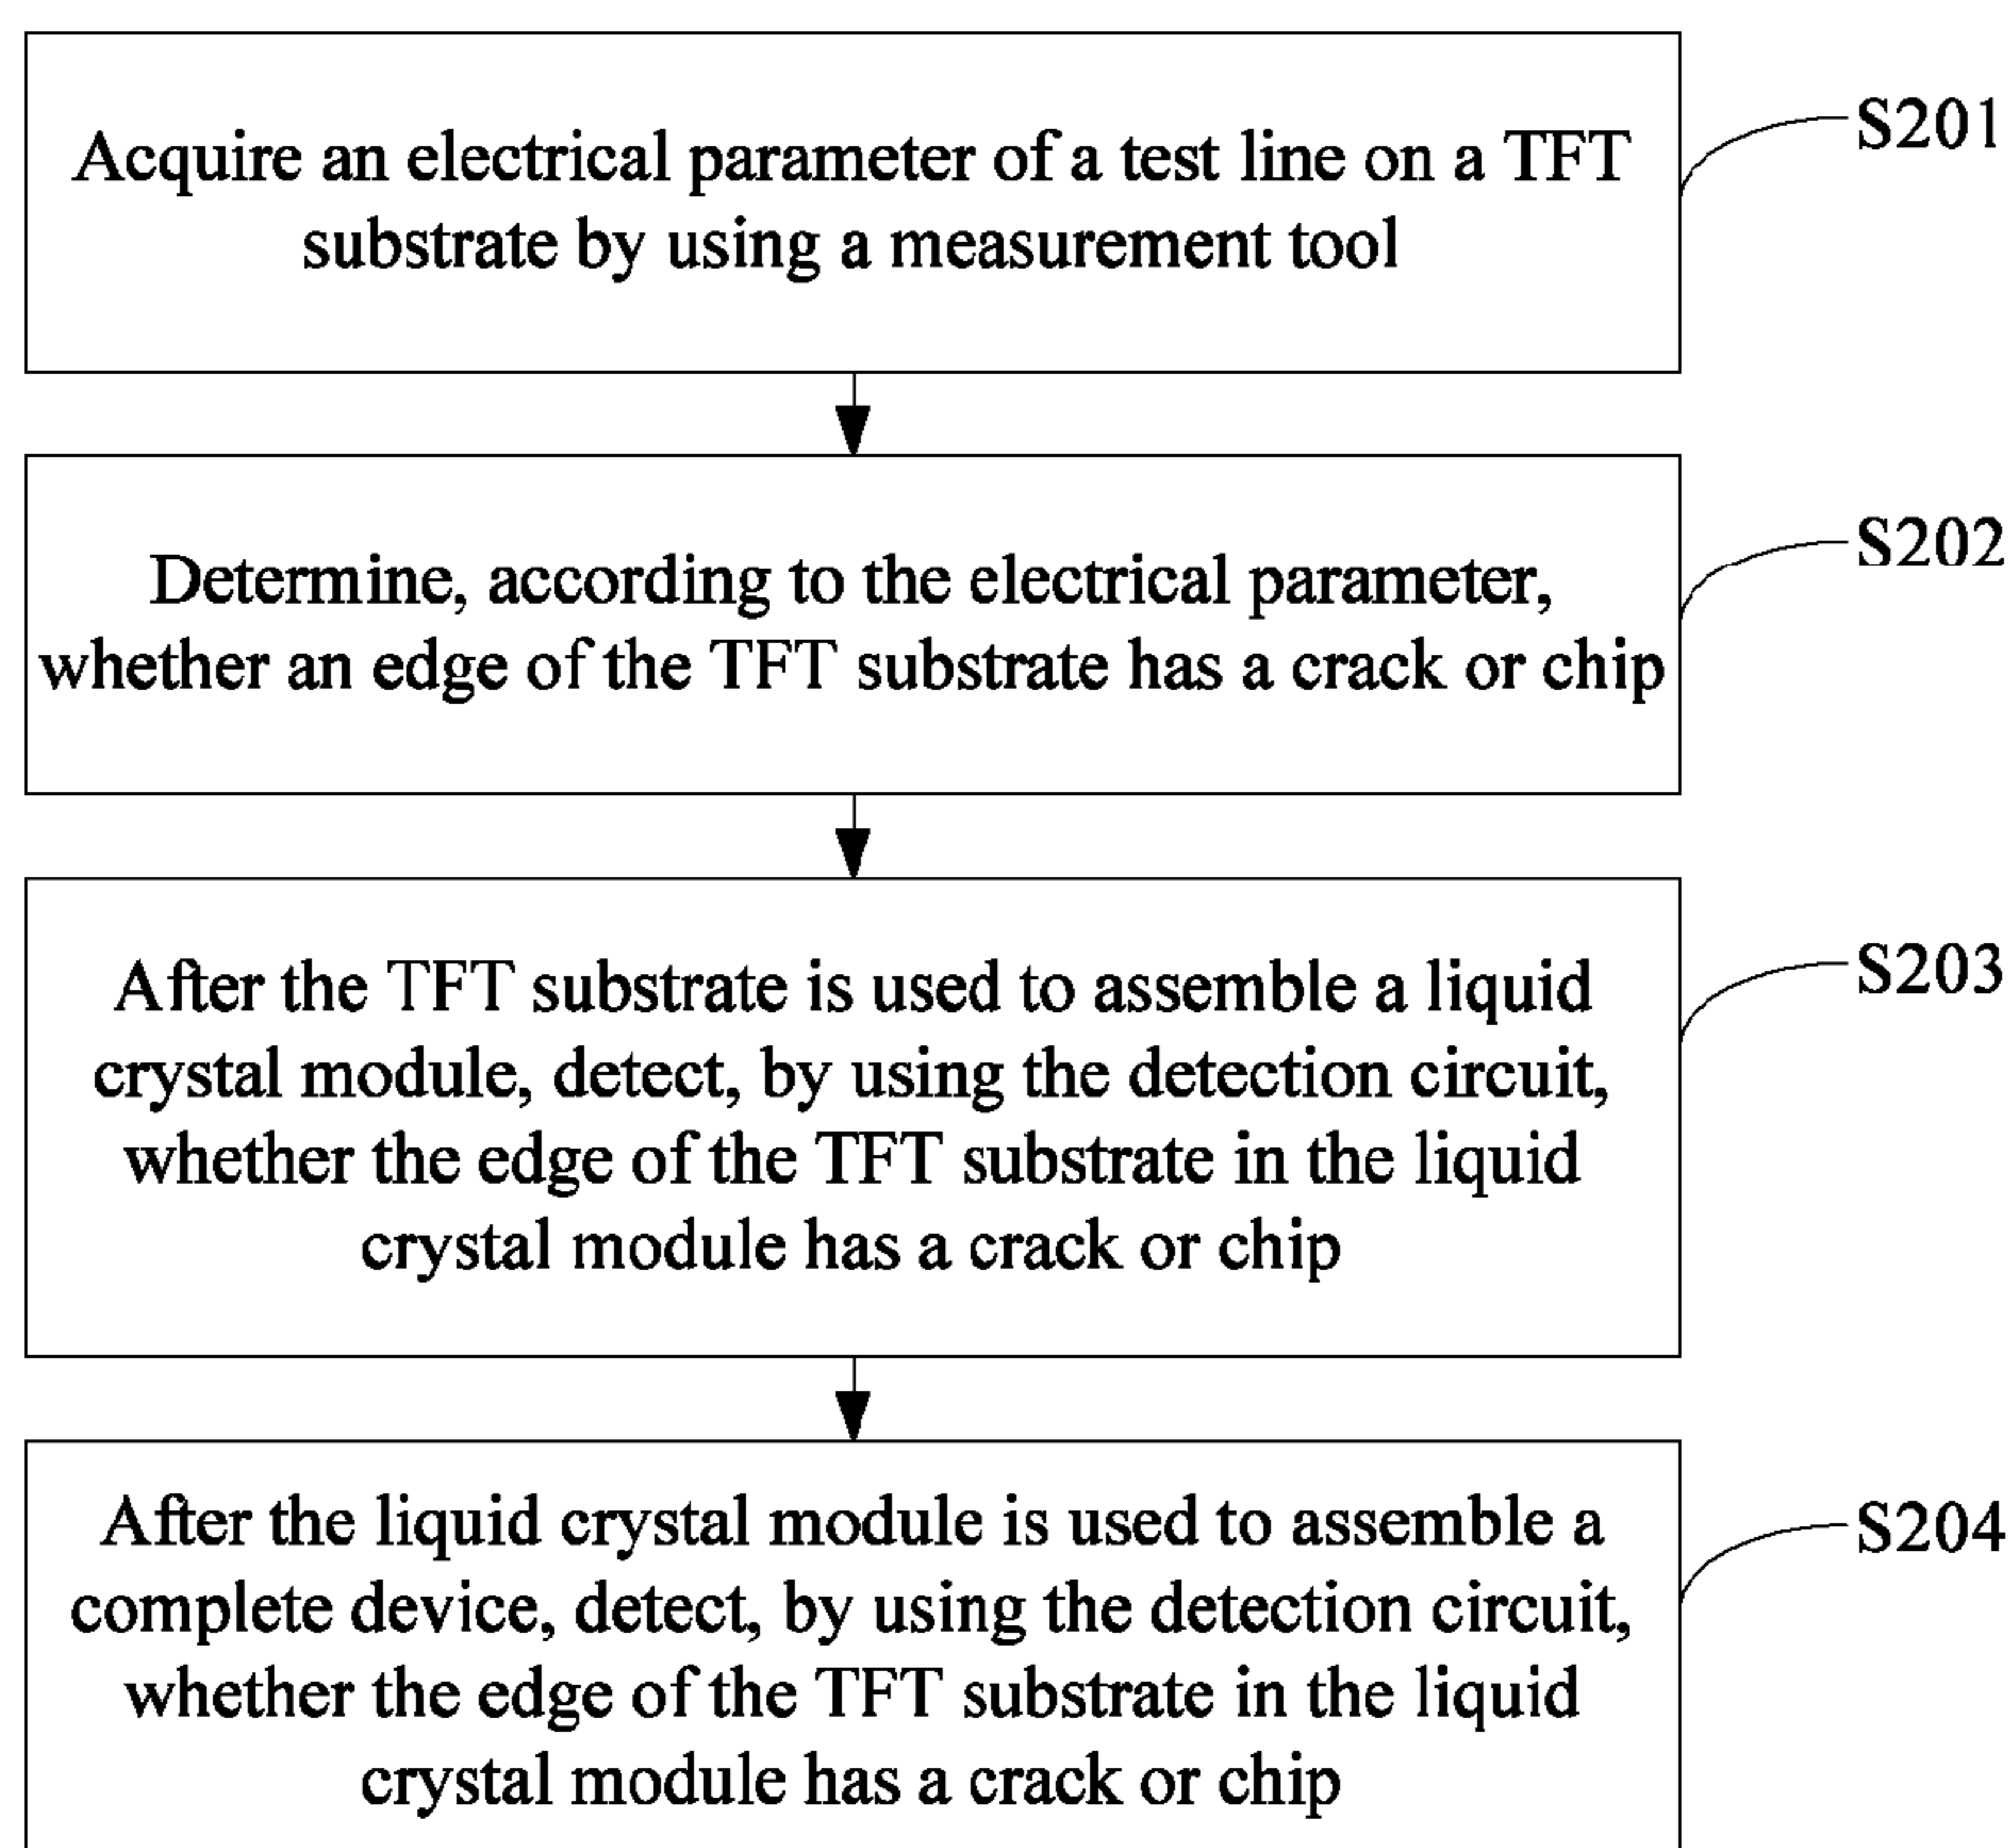 Acquire an electrical parameter of a test line on a TFT
substrate by using a measurement tool
S201
Determine, according to the electrical parameter,
whether an edge of the TFT substrate has a crack or chip
S202
After the TFT substrate is used to assemble a liquid
crystal module, detect, by using the detection circuit,
whether the edge of the TFT substrate in the liquid
crystal module has a crack or chip
S203
After the liquid crystal module is used to assemble a
complete device, detect, by using the detection circuit,
whether the edge of the TFT substrate in the liquid
crystal module has a crack or chip
S204